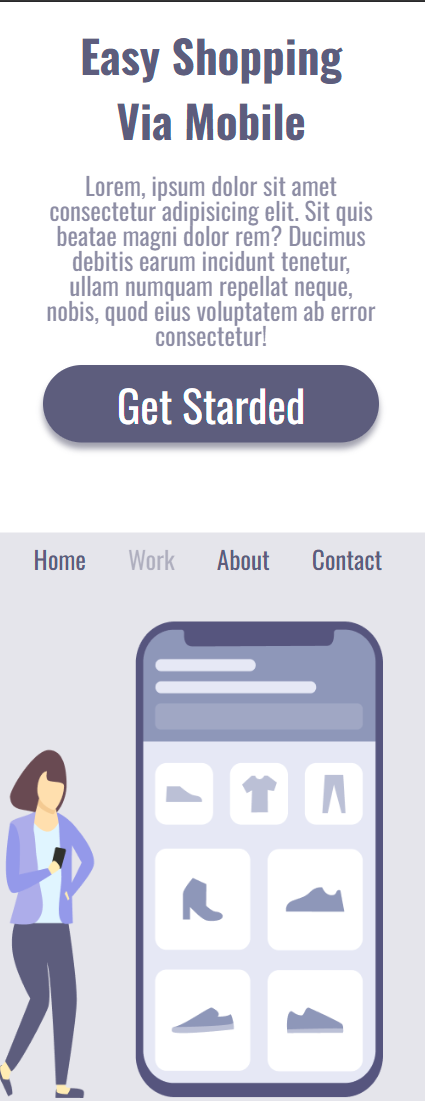 Easy Shopping
Via Mobile
Lorem, ipsum dolor sit amet
consectetur adipisicing elit. Sit quis
beatae magni dolor rem? Ducimus
debitis earum incidunt tenetur,
ullam numquam repellat neque,
nobis, quod eius voluptatem ab error
consectetur!
Get Starded
Home Work About Contact